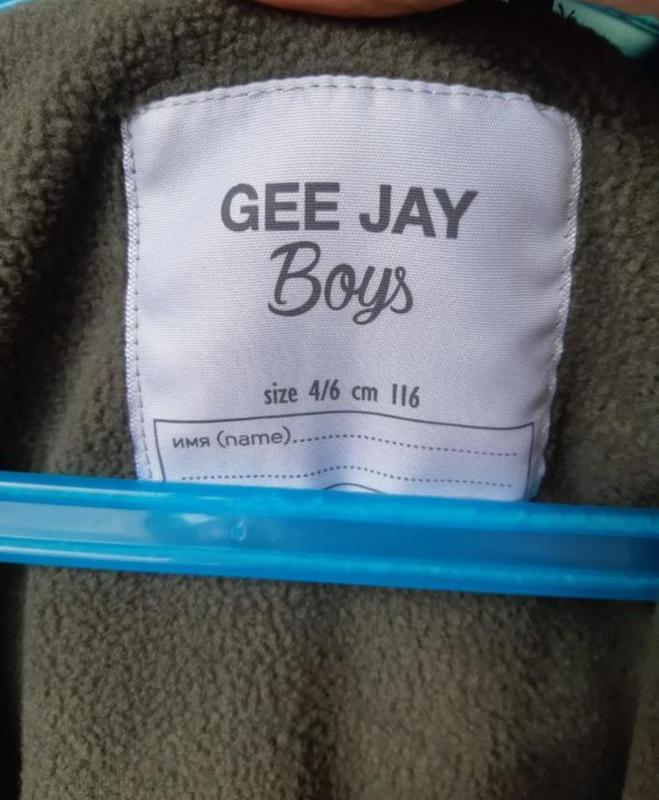 GEE JAY
Boys
size 4/6 cm 116
имя (name)